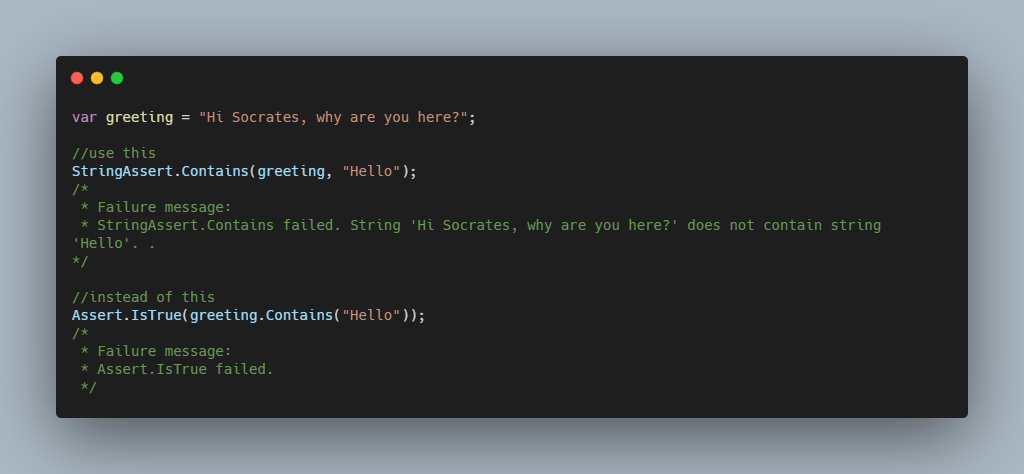 var greeting = "Hi Socrates, why are you here?";
//use this
StringAssert.Contains(greeting, "Hello");
/*
 * Failure message:
 * StringAssert.Contains failed. String 'Hi Socrates, why are you here?' does not contain string
'Hello'. .
*/
//instead of this
Assert.IsTrue(greeting.Contains("Hello"));
/*
 * Failure message:
 * Assert.IsTrue failed.
 */